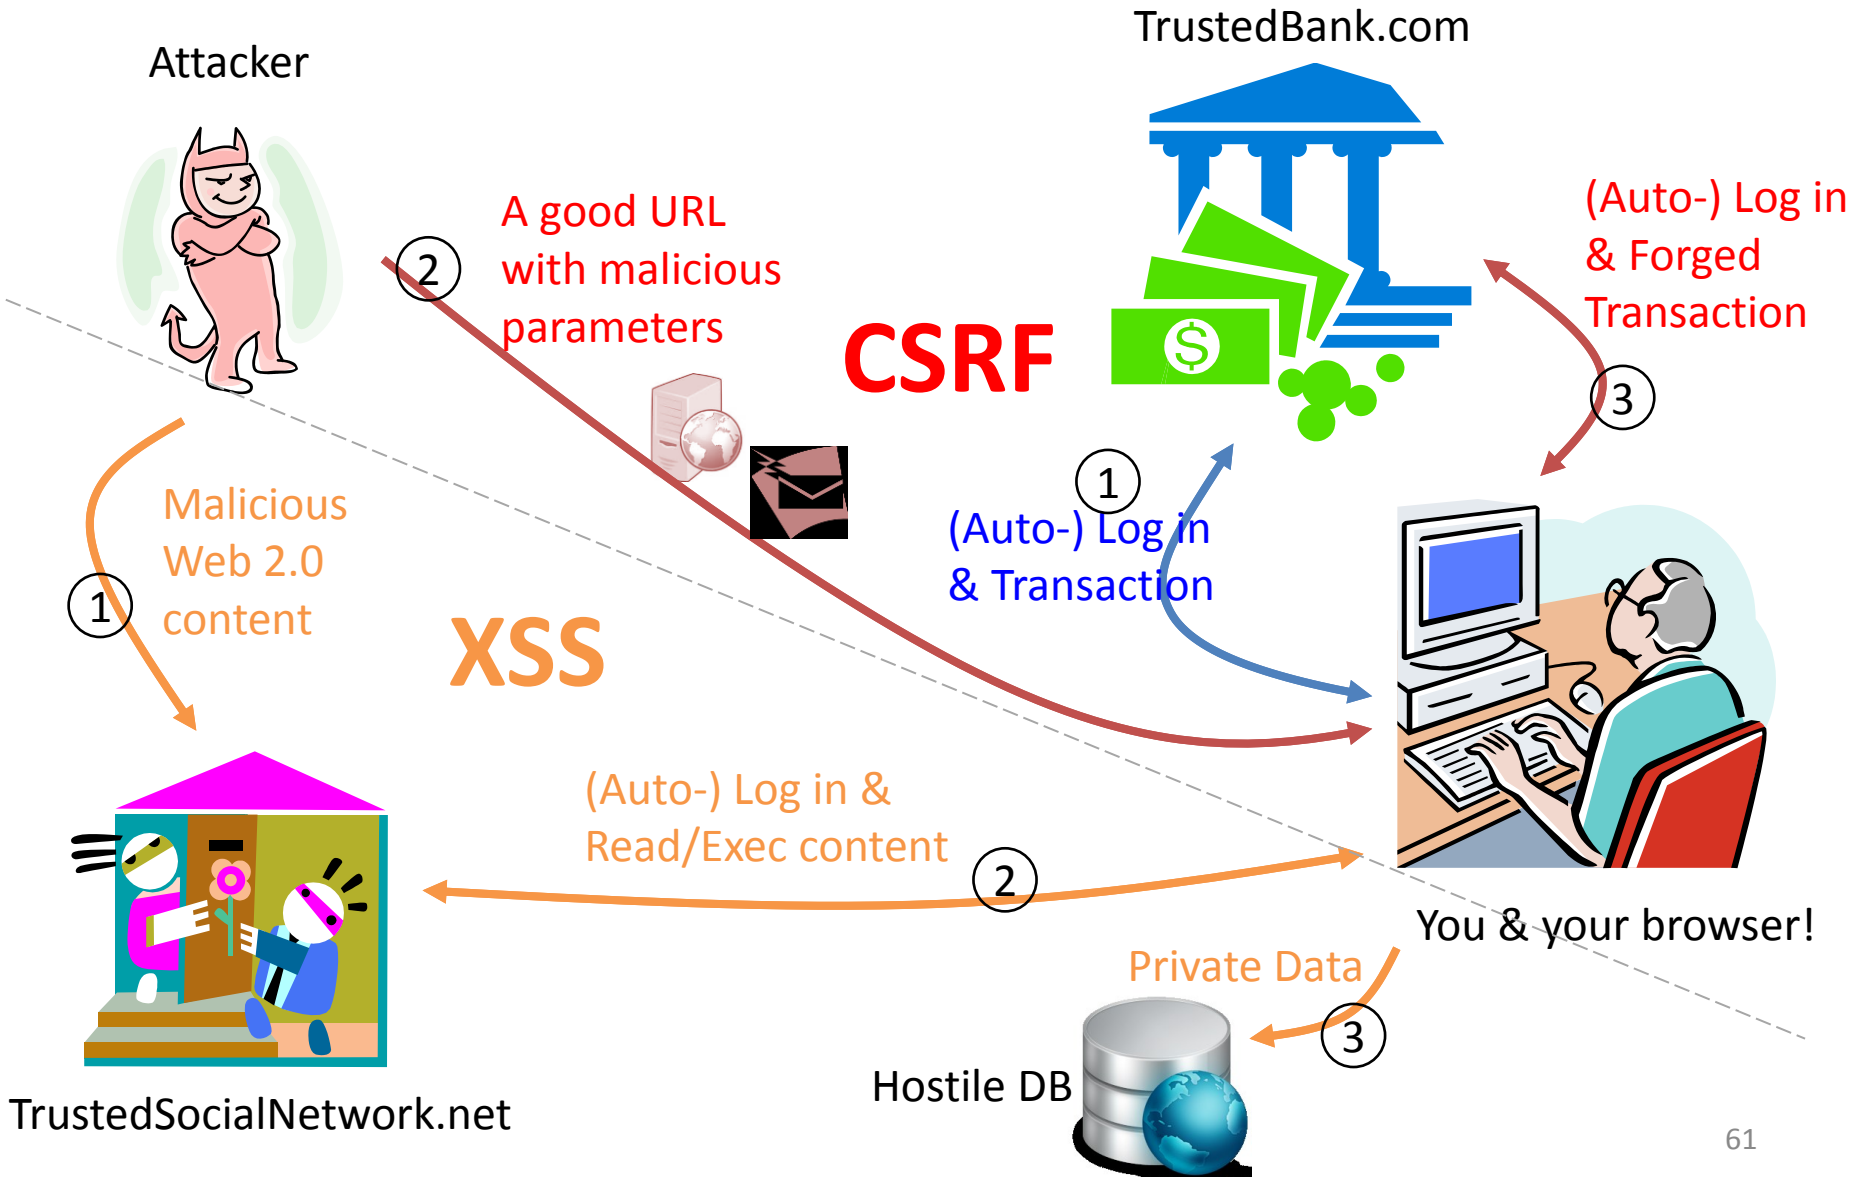 TrustedBank.com
Attacker
(Auto-) Log in
& Forged
Transaction
3
A good URL
with malicious
parameters
2
CSRF
$
1
(Auto-) Log in
& Transaction
Malicious
Web 2.0
content
1
XSS
(Auto-) Log in &
Read/Exec content
2
You & your browser!
Private Data
3
Hostile DB
TrustedSocialNetwork.net
61